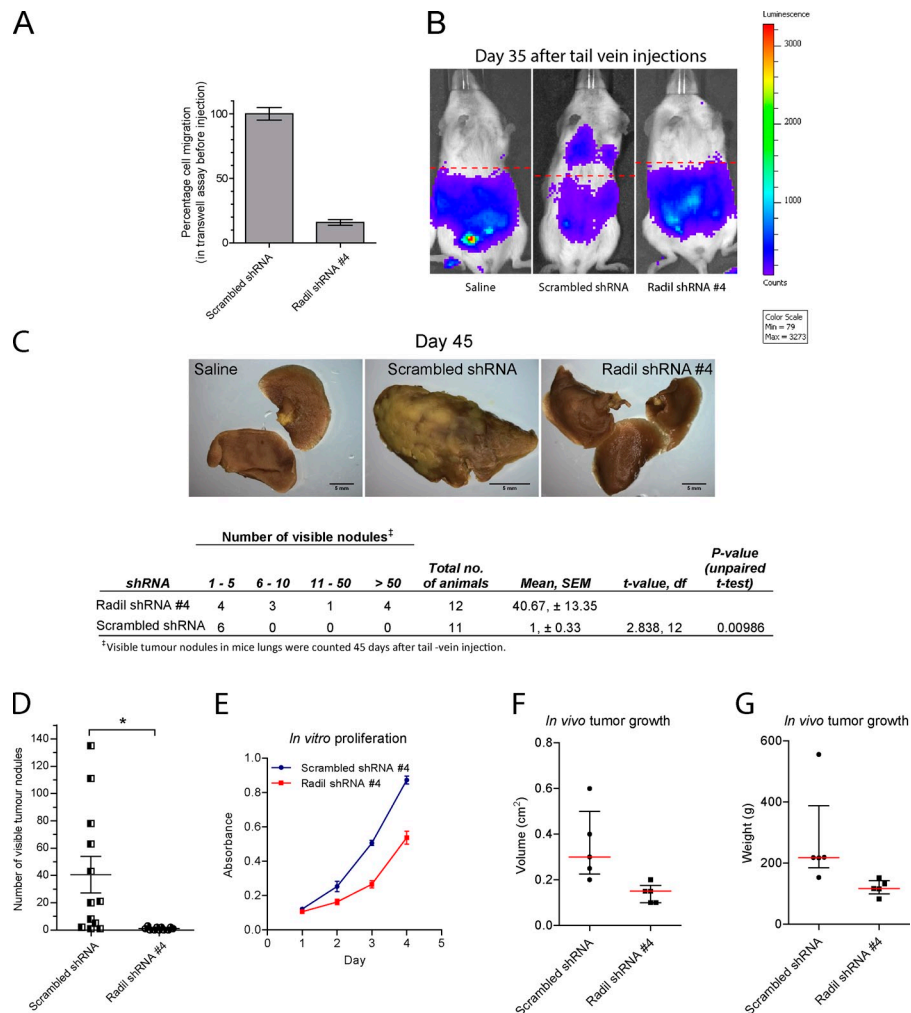 A
Percentage cell migration
(in transwell assay before injection)
100
50
0
Scrambled shRNA
Radil shRNA #4
B
Day 35 after tail vein injections
Saline
Scrambled shRNA
Radil shRNA #4
Luminescence
3000
2000
1000
Counts
Color Scale
Min = 79
Max = 3273
C
Day 45
Saline
Scrambled shRNA
Radil shRNA #4
5 mm
5 mm
5 mm
Number of visible nodules‡
shRNA 1 - 5 6 - 10 11 - 50 > 50 Total no. of animals Mean, SEM t-value, df P-value (unpaired t-test)
Radil shRNA #4 4 3 1 4 12 40.67, ± 13.35
Scrambled shRNA 6 0 0 0 11 1, ± 0.33 2.838, 12 0.00986
‡Visible tumour nodules in mice lungs were counted 45 days after tail -vein injection.
D
Number of visible tumour nodules
140
120
100
80
60
40
20
0
*
Scrambled shRNA
Radil shRNA #4
E
In vitro proliferation
Scrambled shRNA #4
Radil shRNA #4
Absorbance
1.0
0.8
0.6
0.4
0.2
0.0
0 1 2 3 4 5
Day
F
In vivo tumor growth
Volume (cm²)
0.8
0.6
0.4
0.2
0.0
Scrambled shRNA
Radil shRNA #4
G
In vivo tumor growth
Weight (g)
600
400
200
0
Scrambled shRNA
Radil shRNA #4